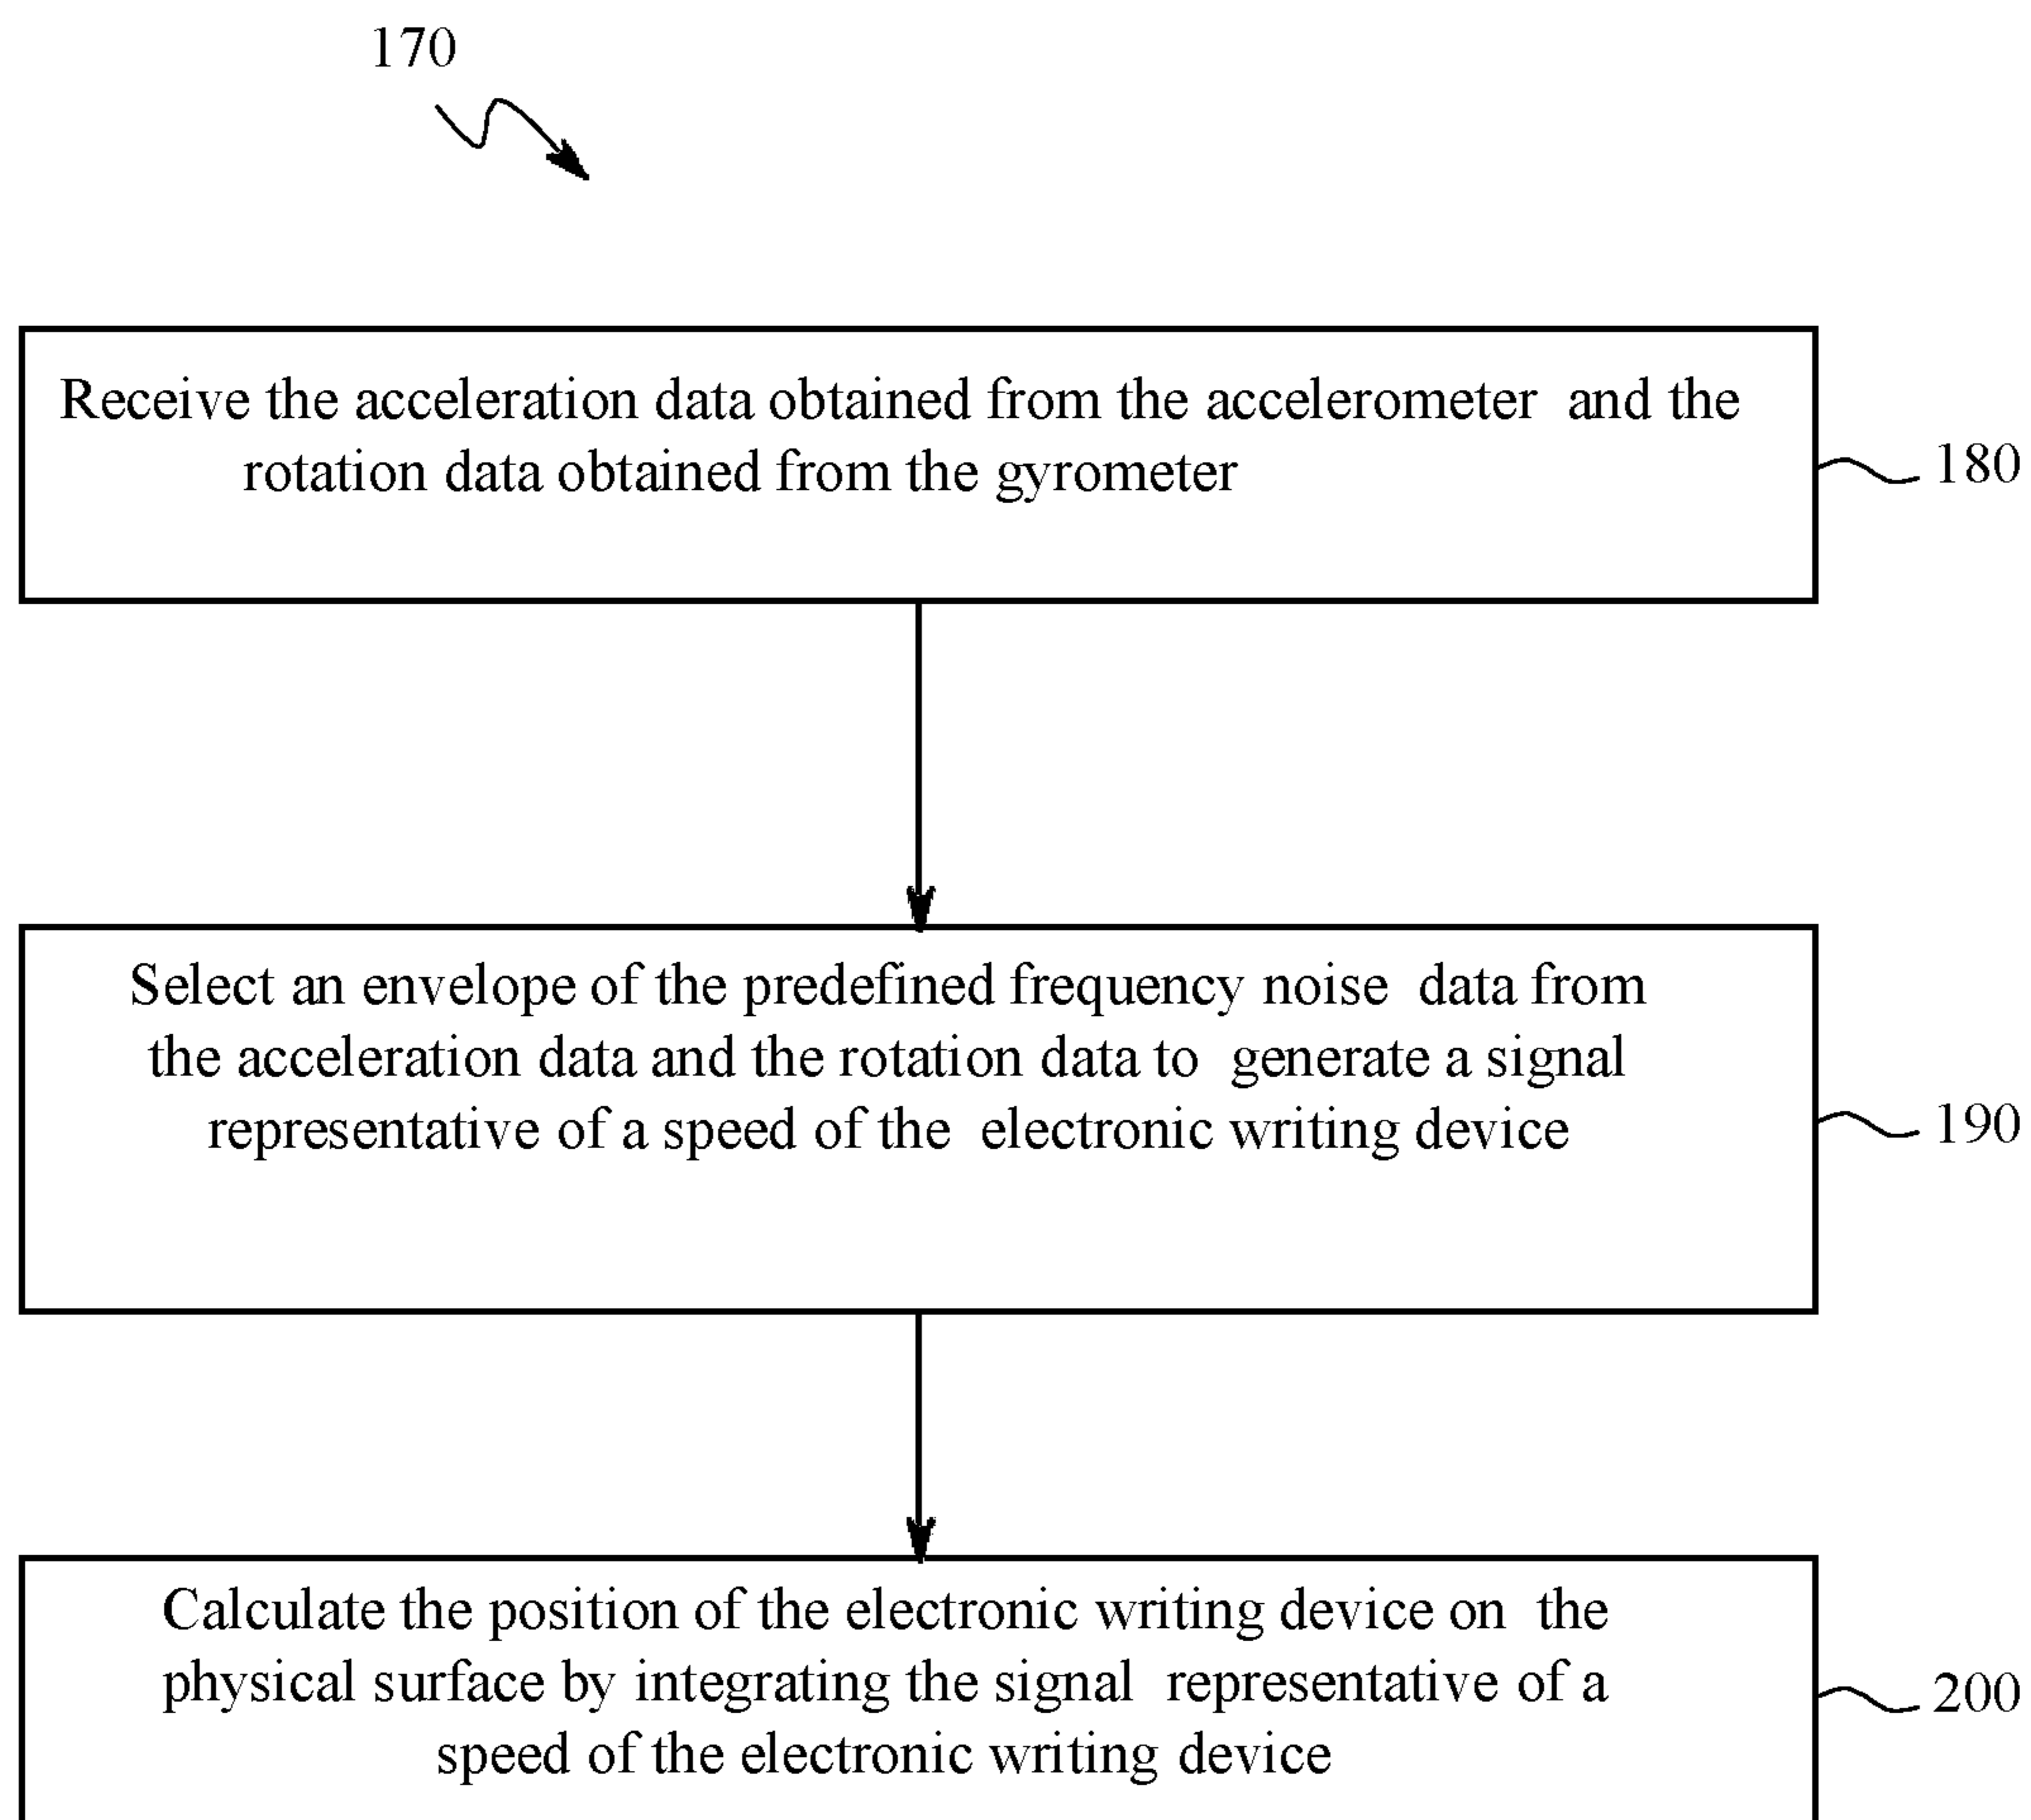 170
Receive the acceleration data obtained from the accelerometer and the
rotation data obtained from the gyrometer
180
Select an envelope of the predefined frequency noise data from
the acceleration data and the rotation data to generate a signal
representative of a speed of the electronic writing device
190
Calculate the position of the electronic writing device on the
physical surface by integrating the signal representative of a
speed of the electronic writing device
200